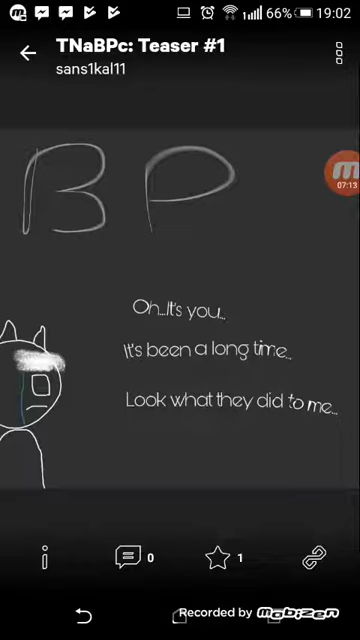 66% 19:02
TNaBPc: Teaser #1
sans1kal11
07:13
B P
Oh...It's you...
It's been a long time...
Look what they did to me...
0
1
Recorded by mobizen